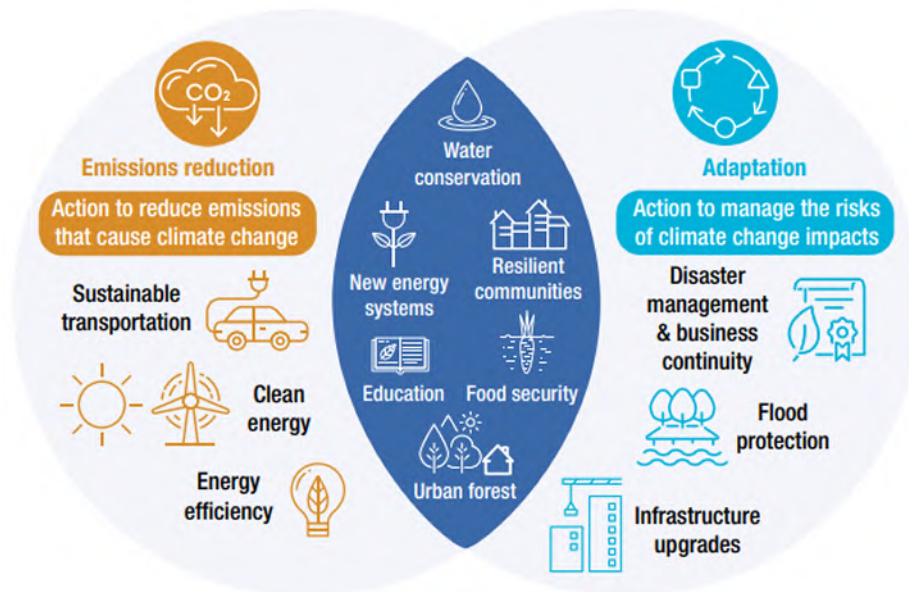 CO2
Emissions reduction
Action to reduce emissions
that cause climate change
Sustainable
transportation
Clean
energy
Energy
efficiency
Water
conservation
New energy
systems
Resilient
communities
Education
Food security
Urban forest
Adaptation
Action to manage the risks
of climate change impacts
Disaster
management
& business
continuity
Flood
protection
Infrastructure
upgrades